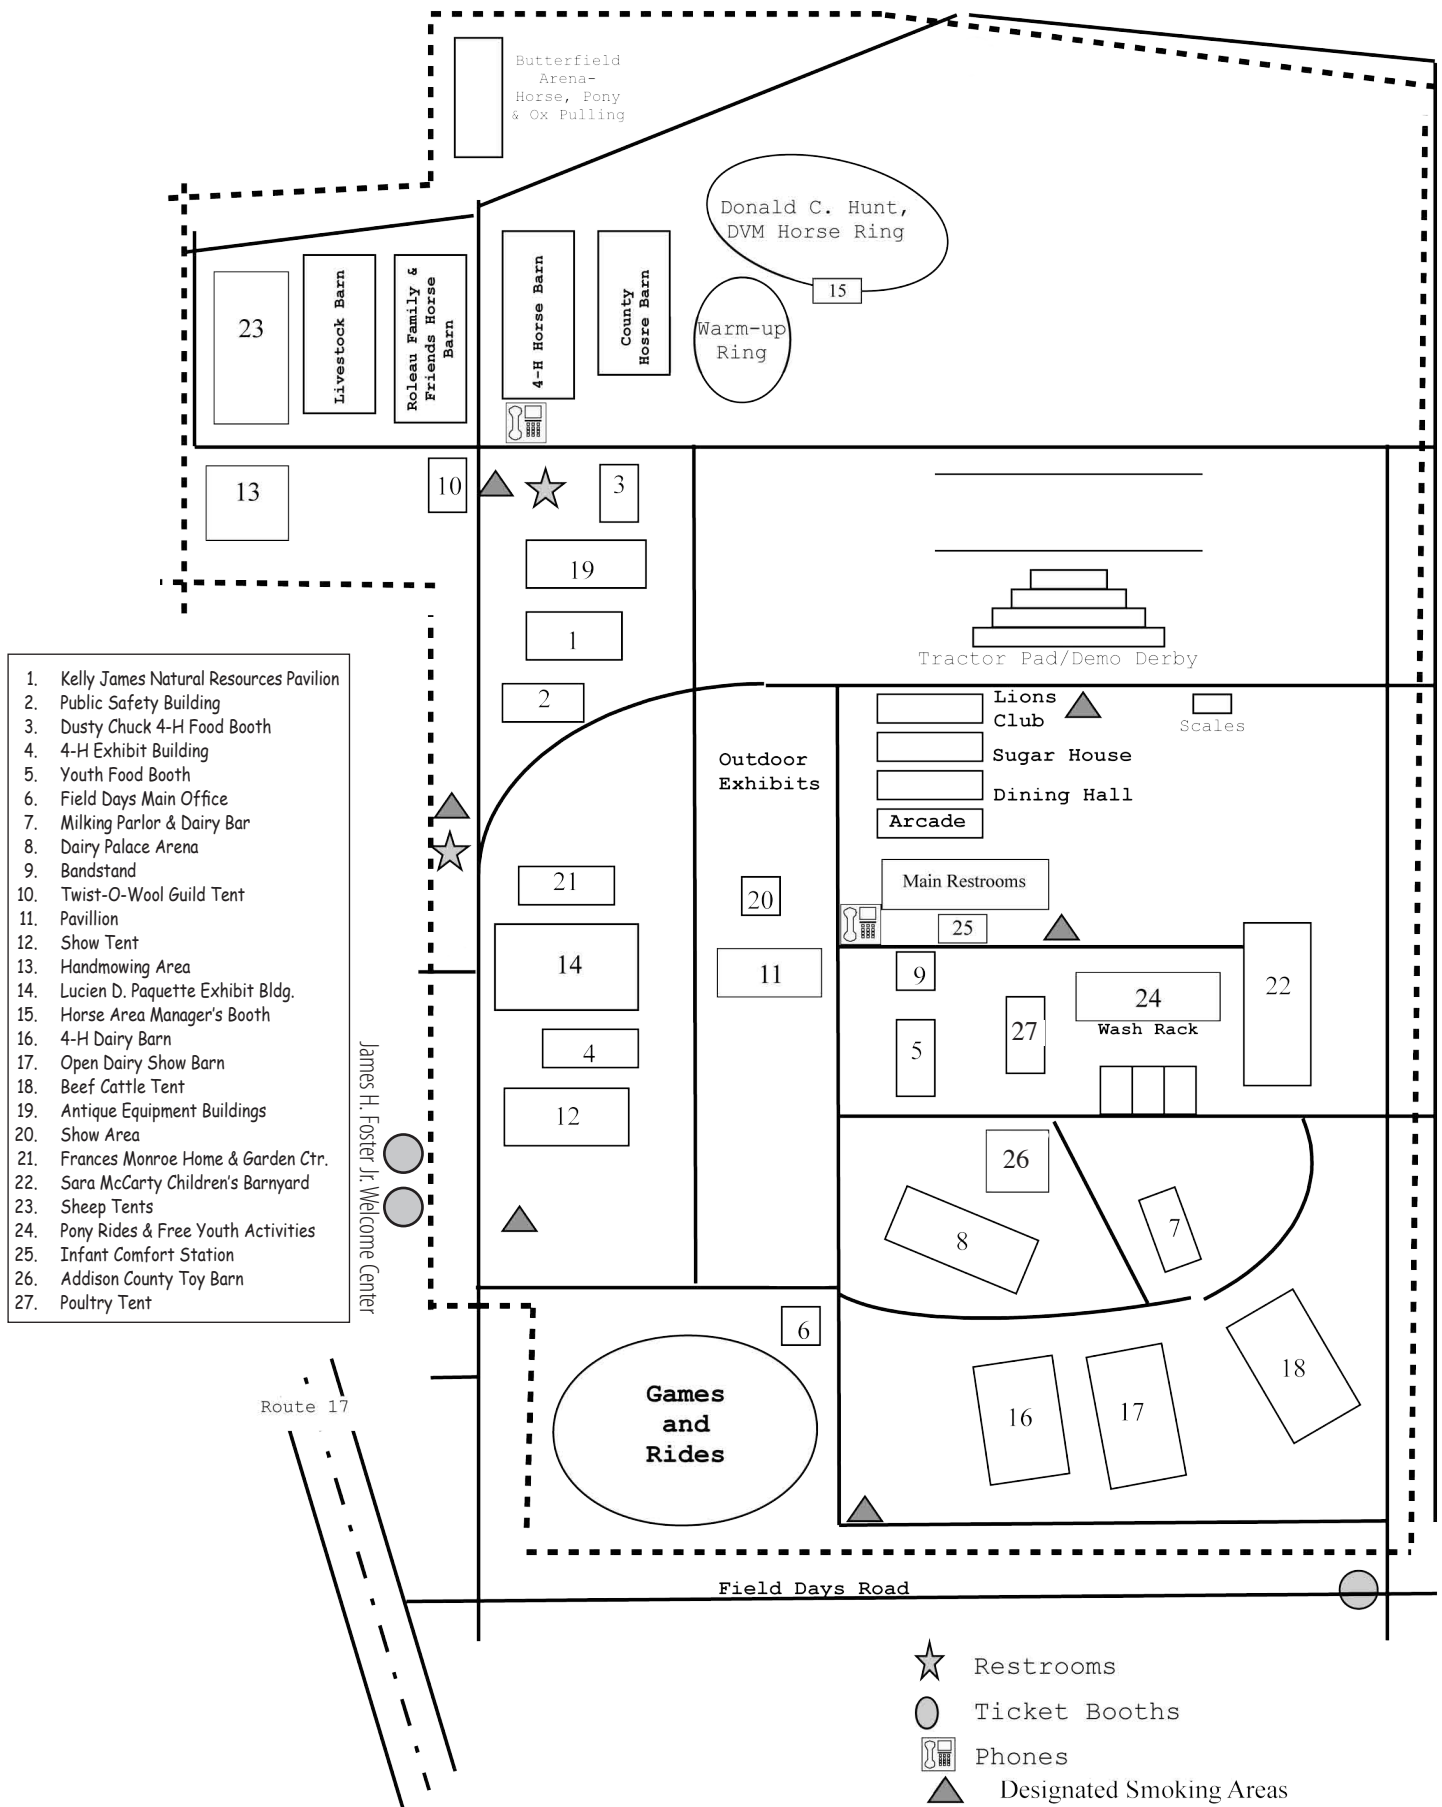 Butterfield
Arena-
Horse, Pony
& Ox Pulling
Donald C. Hunt,
DVM Horse Ring
15
Warm-up
Ring
23
Livestock Barn
Roleau Family &
Friends Horse
Barn
4-H Horse Barn
County
Hosre Barn
13
10
3
19
1
2
Tractor Pad/Demo Derby
Lions
Club
Scales
Sugar House
Dining Hall
Arcade
Outdoor
Exhibits
Main Restrooms
25
21
20
14
11
9
24
Wash Rack
22
27
5
4
12
26
8
7
6
Games
and
Rides
16
17
18
1. Kelly James Natural Resources Pavilion
2. Public Safety Building
3. Dusty Chuck 4-H Food Booth
4. 4-H Exhibit Building
5. Youth Food Booth
6. Field Days Main Office
7. Milking Parlor & Dairy Bar
8. Dairy Palace Arena
9. Bandstand
10. Twist-O-Wool Guild Tent
11. Pavillion
12. Show Tent
13. Handmowing Area
14. Lucien D. Paquette Exhibit Bldg.
15. Horse Area Manager's Booth
16. 4-H Dairy Barn
17. Open Dairy Show Barn
18. Beef Cattle Tent
19. Antique Equipment Buildings
20. Show Area
21. Frances Monroe Home & Garden Ctr.
22. Sara McCarty Children's Barnyard
23. Sheep Tents
24. Pony Rides & Free Youth Activities
25. Infant Comfort Station
26. Addison County Toy Barn
27. Poultry Tent
James H. Foster Jr. Welcome Center
Route 17
Field Days Road
Restrooms
Ticket Booths
Phones
Designated Smoking Areas